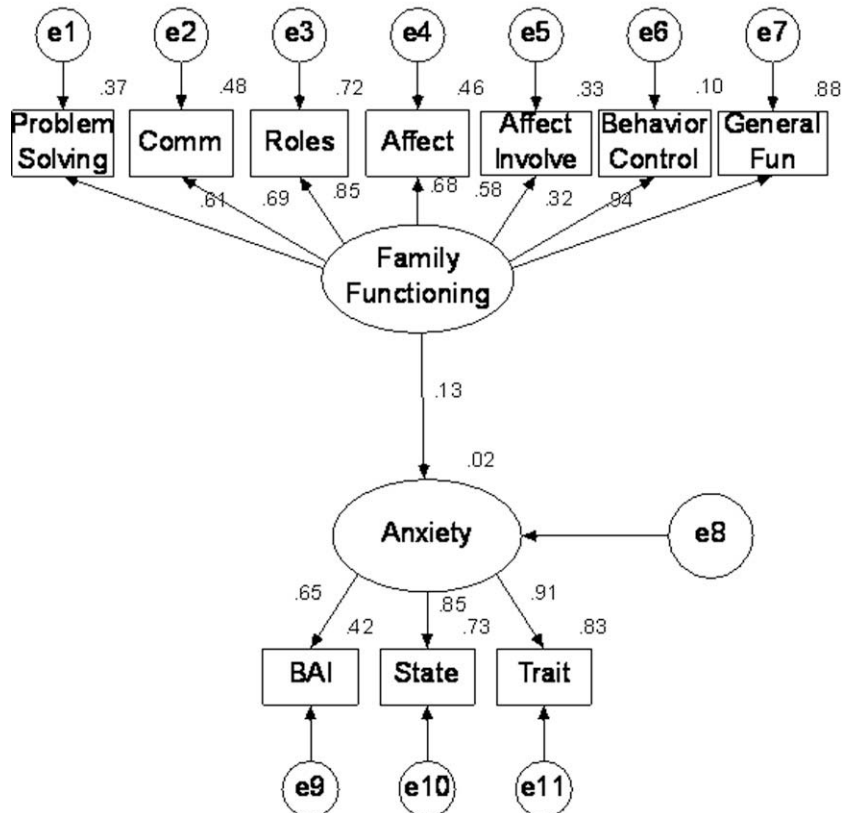 e1 e2 e3 e4 e5 e6 e7
.37 .48 .72 .46 .33 .10 .88
Problem
Solving
Comm
Roles
Affect
Affect
Involve
Behavior
Control
General
Fun
.61 .69 .85 .68 .58 .32 .94
Family
Functioning
.13
.02
Anxiety
e8
.65 .85 .91
.42 .73 .83
BAI State Trait
e9 e10 e11